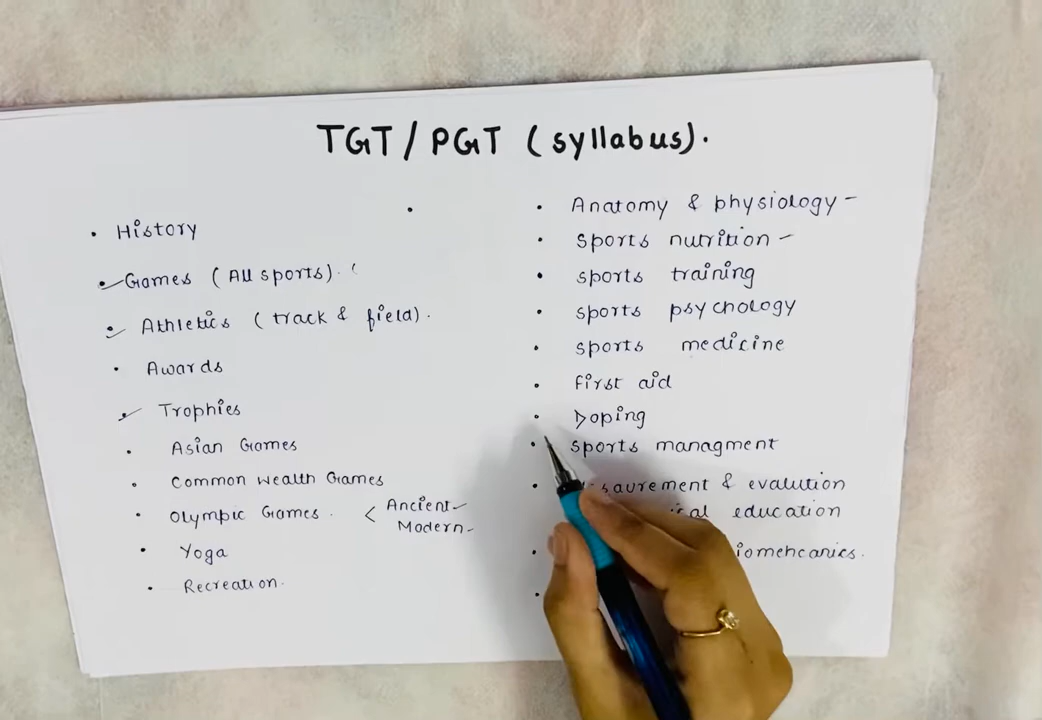 TGT / PGT (syllabus).
History
Games (All sports).
Athletics (track & field).
Awards
Trophies
Asian Games
Common wealth Games
Olympic Games. < Ancient
Modern
Yoga
Recreation.
Anatomy & physiology -
sports nutrition -
sports training
sports psychology
sports medicine
first aid
Doping
sports managment
& evalution
education